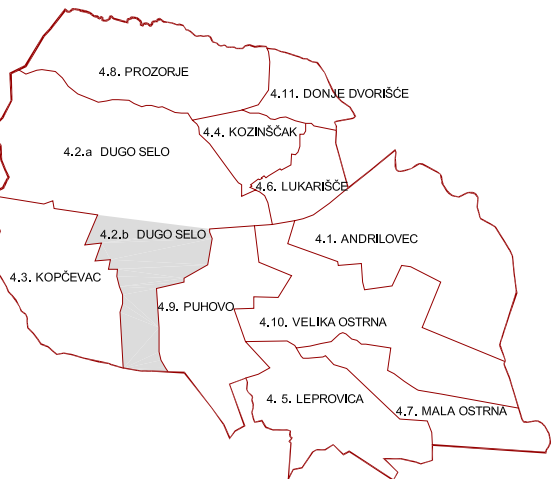 4.8. PROZORJE
4.11. DONJE DVORIŠĆE
4.4. KOZINŠČAK
4.2.a DUGO SELO
4.6. LUKARIŠČE
4.2.b DUGO SELO
4.1. ANDRILOVEC
4.3. KOPČEVAC
4.9. PUHOVO
4.10. VELIKA OSTRNA
4. 5. LEPROVICA
4.7. MALA OSTRNA